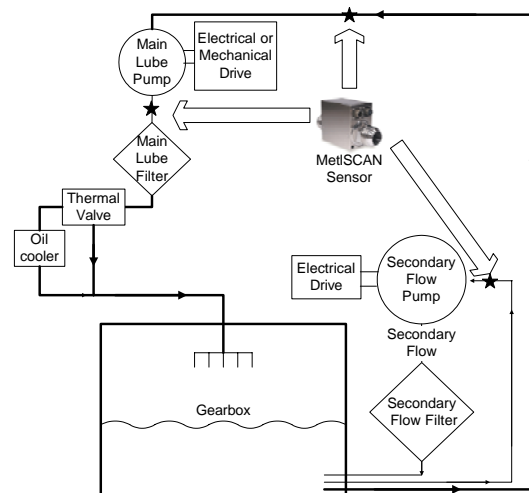 Main
Lube
Pump
Electrical or
Mechanical
Drive
Main
Lube
Filter
MetlSCAN
Sensor
Thermal
Valve
Oil
cooler
Electrical
Drive
Secondary
Flow
Pump
Secondary
Flow
Gearbox
Secondary
Flow Filter